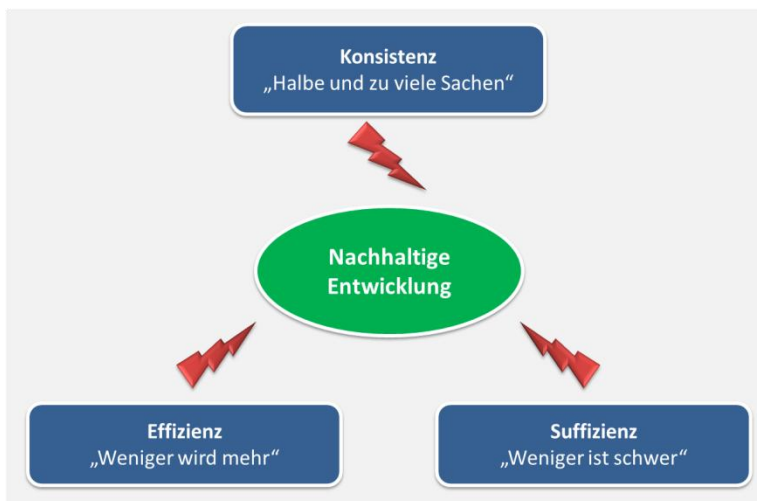 Konsistenz
„Halbe und zu viele Sachen“
Nachhaltige
Entwicklung
Effizienz
„Weniger wird mehr“
Suffizienz
„Weniger ist schwer“